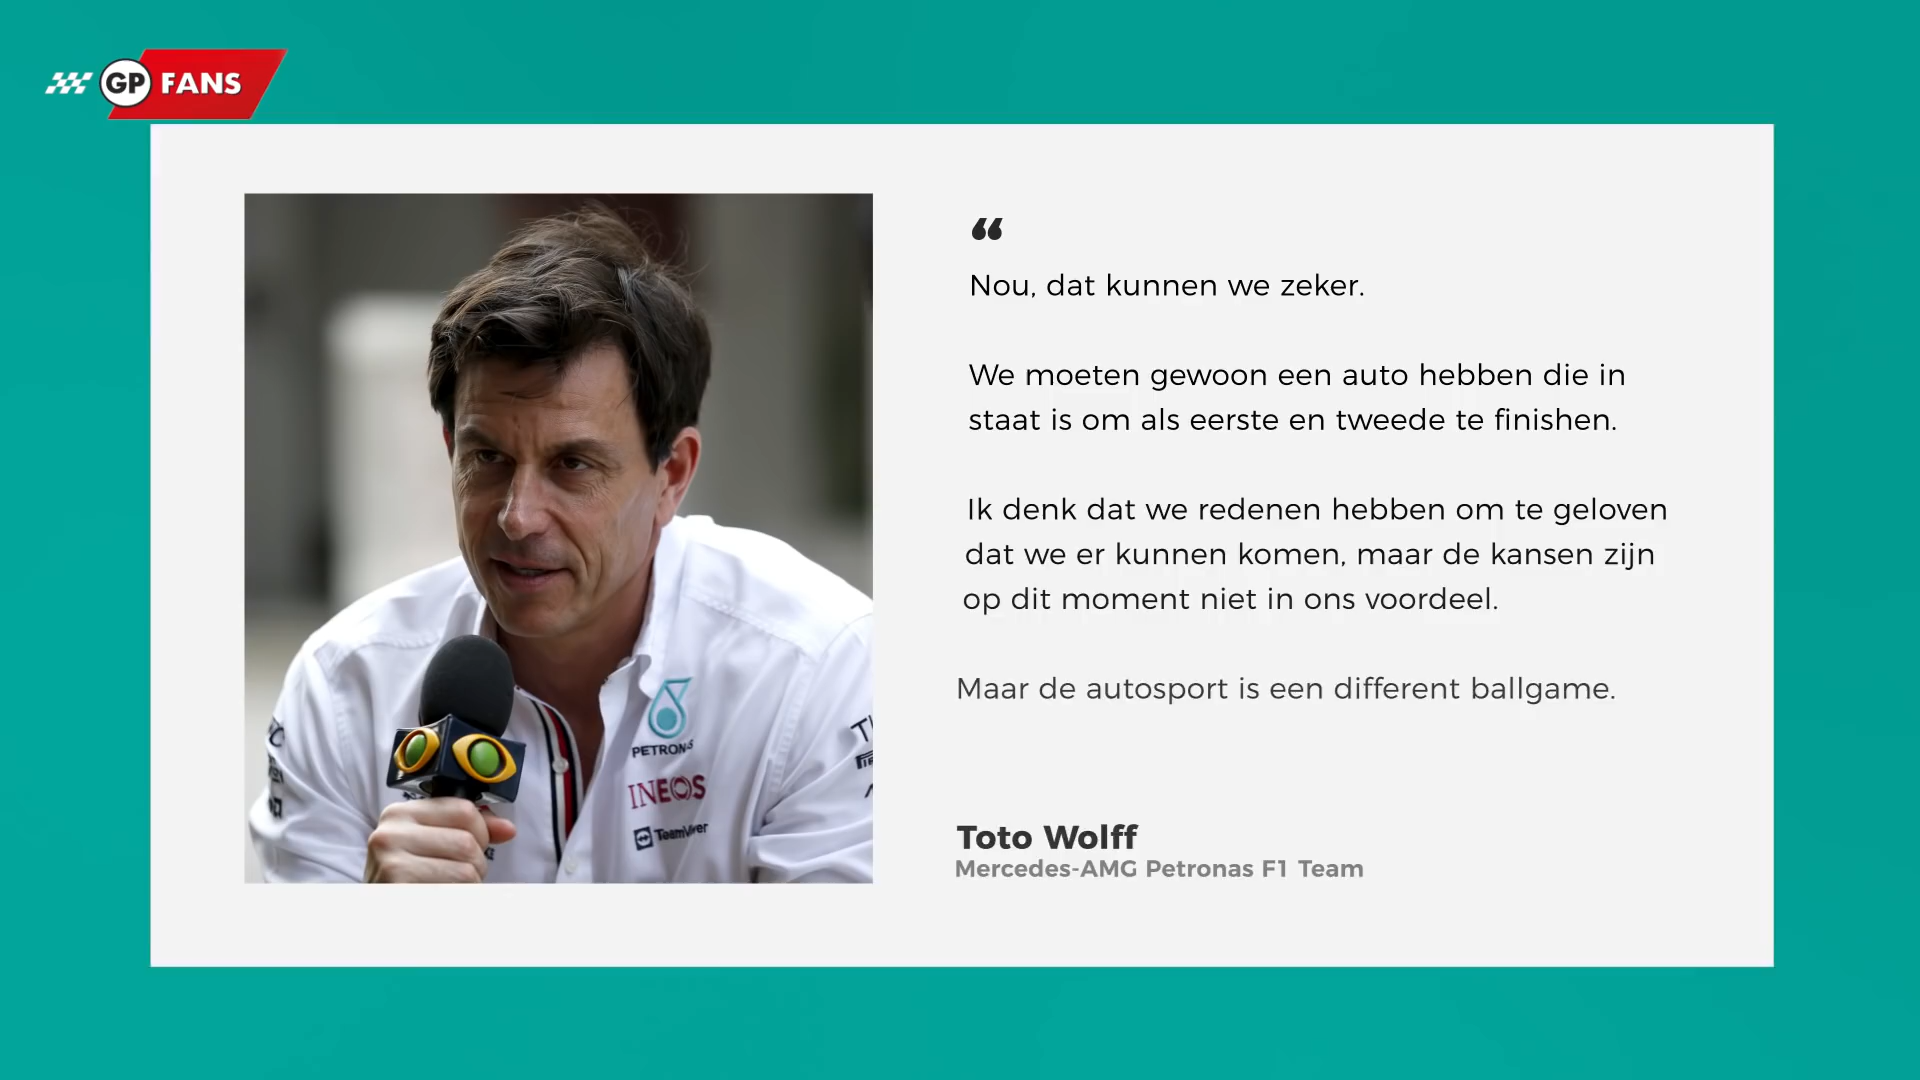 GP FANS
“
Nou, dat kunnen we zeker.
We moeten gewoon een auto hebben die in
staat is om als eerste en tweede te finishen.
Ik denk dat we redenen hebben om te geloven
dat we er kunnen komen, maar de kansen zijn
op dit moment niet in ons voordeel.
Maar de autosport is een different ballgame.
Toto Wolff
Mercedes-AMG Petronas F1 Team
PETRONAS
INEOS
TeamViewer